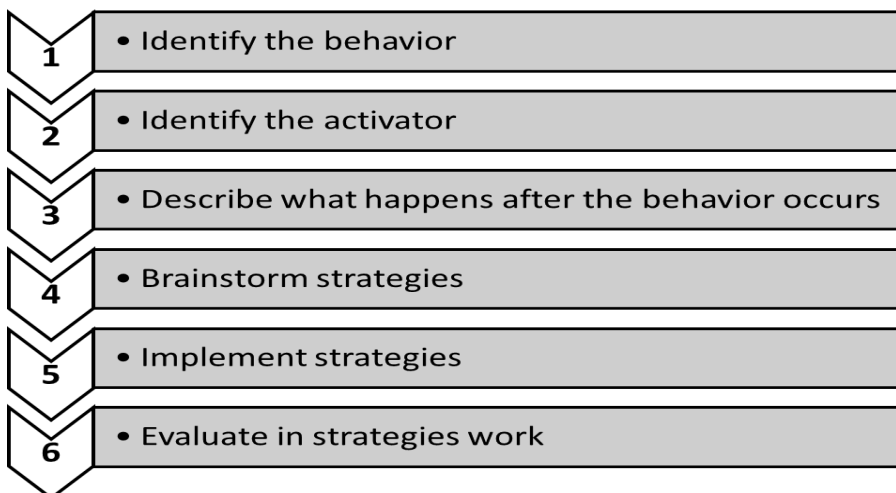 1 • Identify the behavior
2 • Identify the activator
3 • Describe what happens after the behavior occurs
4 • Brainstorm strategies
5 • Implement strategies
6 • Evaluate in strategies work